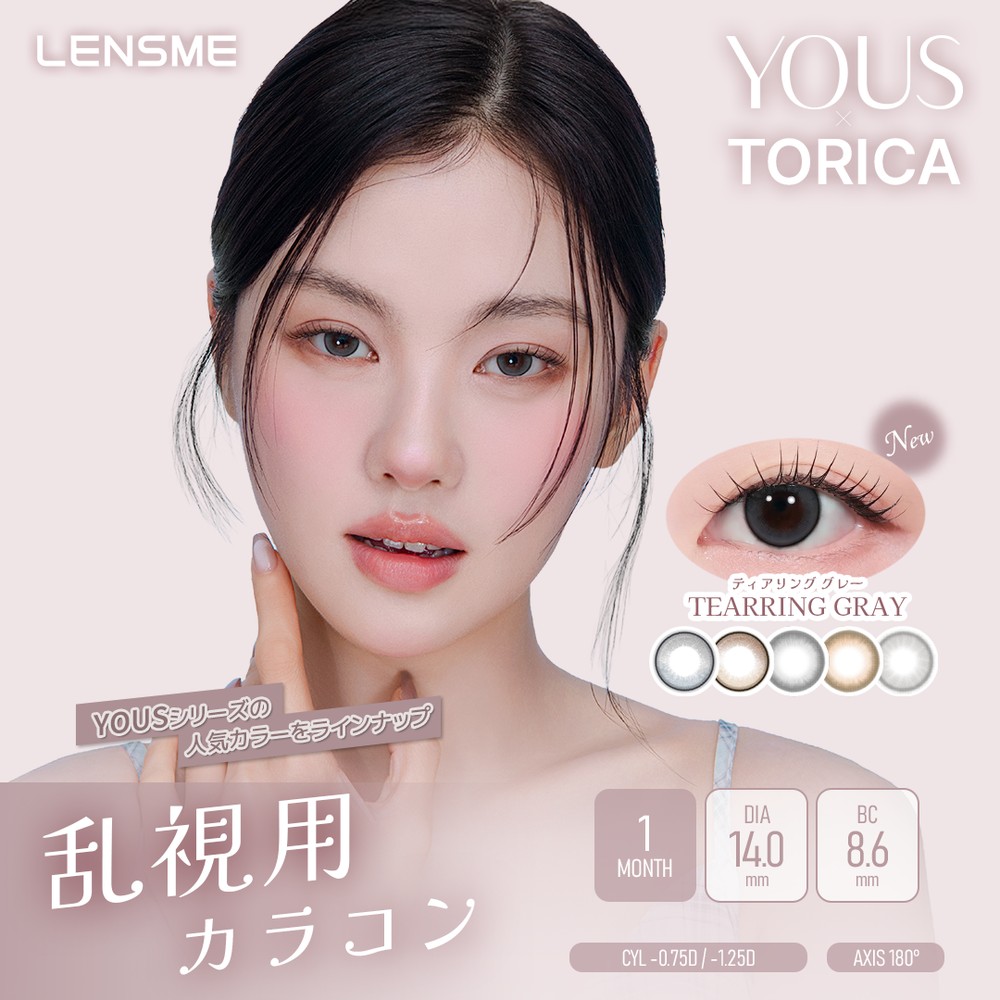 LENSME
YOUS
×
TORICA
New
ティアリング グレー
TEARRING GRAY
YOUSシリーズの
人気カラーをラインナップ
乱視用
カラコン
1
MONTH
DIA
14.0
mm
BC
8.6
mm
CYL -0.75D / -1.25D
AXIS 180°